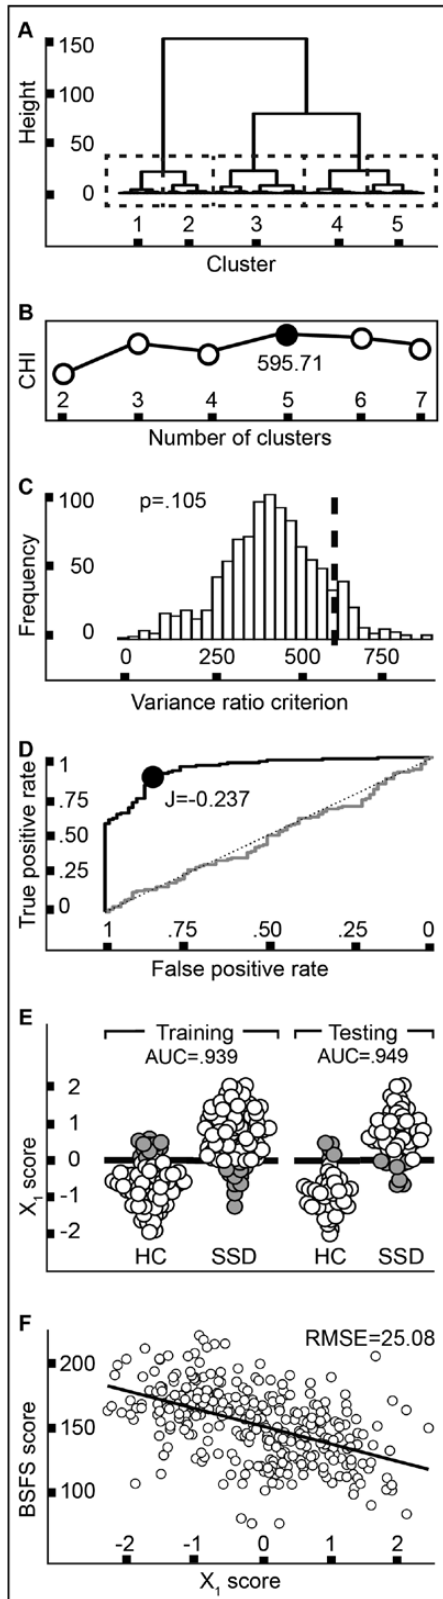 A
Height
150
100
50
0
1 2 3 4 5
Cluster
B
CHI
595.71
2 3 4 5 6 7
Number of clusters
C
Frequency
100
50
0
p=.105
0 250 500 750
Variance ratio criterion
D
True positive rate
1
.75
.50
.25
0
J=-0.237
1 .75 .50 .25 0
False positive rate
E
Training Testing
AUC=.939 AUC=.949
X1 score
2
1
0
-1
-2
HC SSD HC SSD
F
RMSE=25.08
BSFS score
200
150
100
-2 -1 0 1 2
X1 score